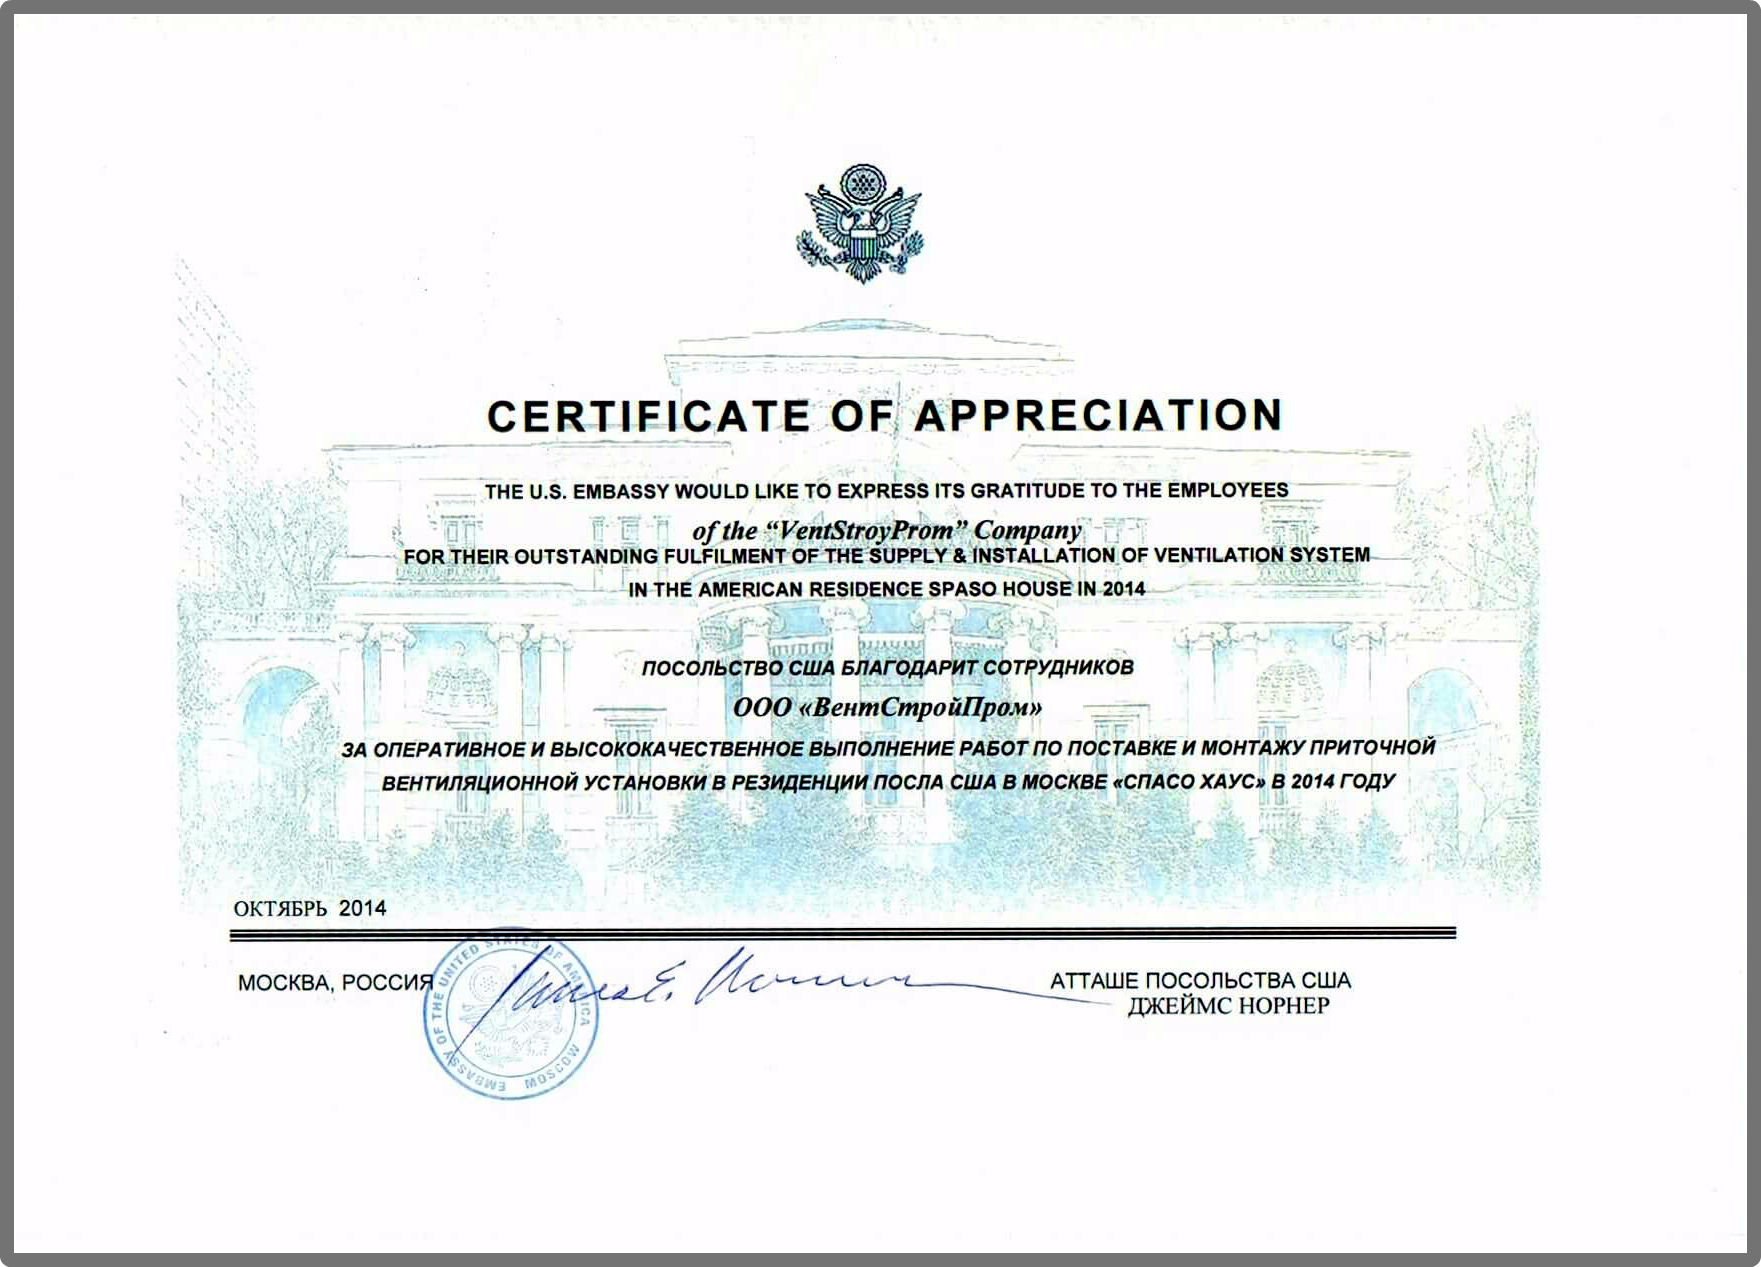 CERTIFICATE OF APPRECIATION
THE U.S. EMBASSY WOULD LIKE TO EXPRESS ITS GRATITUDE TO THE EMPLOYEES
of the “VentStroyProm” Company
FOR THEIR OUTSTANDING FULFILMENT OF THE SUPPLY & INSTALLATION OF VENTILATION SYSTEM
IN THE AMERICAN RESIDENCE SPASO HOUSE IN 2014
ПОСОЛЬСТВО США БЛАГОДАРИТ СОТРУДНИКОВ
ООО «ВентСтройПром»
ЗА ОПЕРАТИВНОЕ И ВЫСОКОКАЧЕСТВЕННОЕ ВЫПОЛНЕНИЕ РАБОТ ПО ПОСТАВКЕ И МОНТАЖУ ПРИТОЧНОЙ
ВЕНТИЛЯЦИОННОЙ УСТАНОВКИ В РЕЗИДЕНЦИИ ПОСЛА США В МОСКВЕ «СПАСО ХАУС» В 2014 ГОДУ
ОКТЯБРЬ 2014
МОСКВА, РОССИЯ
EMBASSY OF THE UNITED STATES OF AMERICA
MOSCOW
АТТАШЕ ПОСОЛЬСТВА США
ДЖЕЙМС НОРНЕР